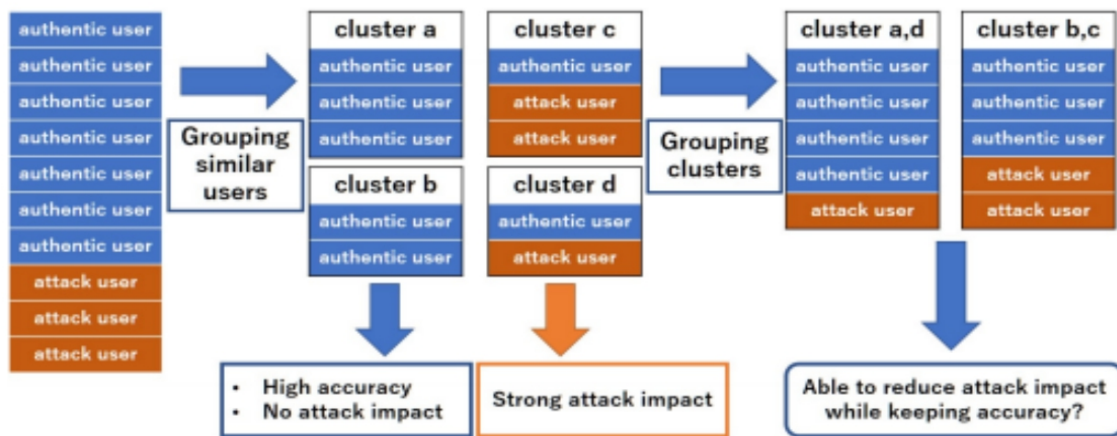 authentic user
authentic user
authentic user
authentic user
authentic user
authentic user
authentic user
attack user
attack user
attack user
Grouping
similar
users
cluster a
authentic user
authentic user
authentic user
cluster b
authentic user
authentic user
cluster c
authentic user
attack user
attack user
cluster d
authentic user
attack user
• High accuracy
• No attack impact
Strong attack impact
Grouping
clusters
cluster a,d
authentic user
authentic user
authentic user
authentic user
attack user
cluster b,c
authentic user
authentic user
authentic user
attack user
attack user
Able to reduce attack impact
while keeping accuracy?